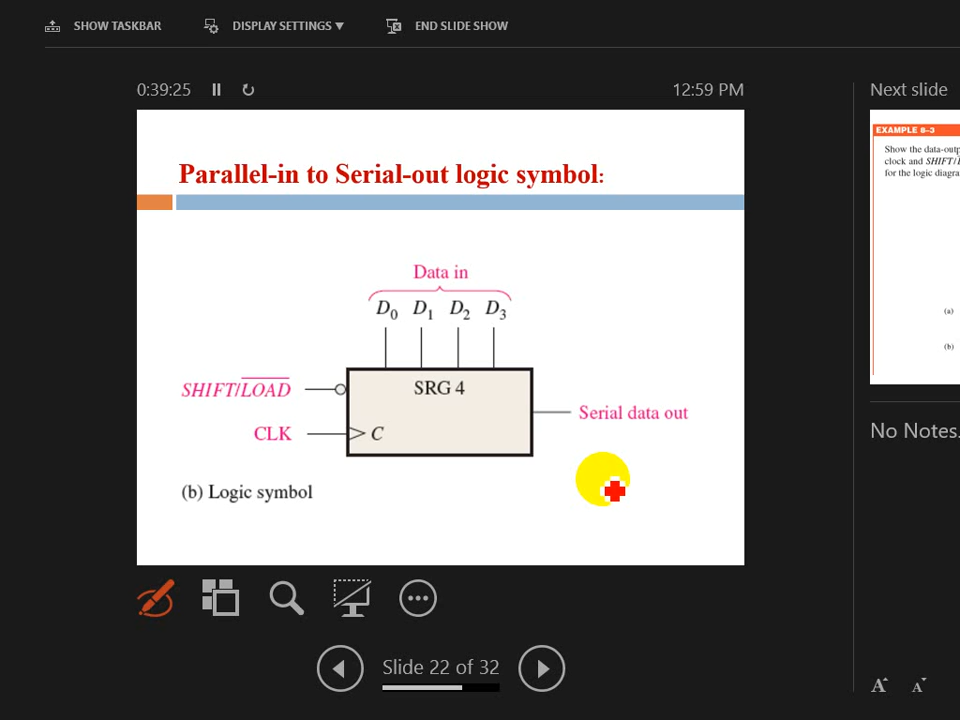 SHOW TASKBAR
DISPLAY SETTINGS ▼
END SLIDE SHOW
0:39:25
12:59 PM
Next slide
Parallel-in to Serial-out logic symbol:
Data in
D₀ D₁ D₂ D₃
SHIFT/L̅O̅A̅D̅
SRG 4
Serial data out
CLK
C
(b) Logic symbol
EXAMPLE 8–3
Show the data-outp
clock and SHIFT/
for the logic diagra
(a)
(b)
No Notes.
Slide 22 of 32
A A